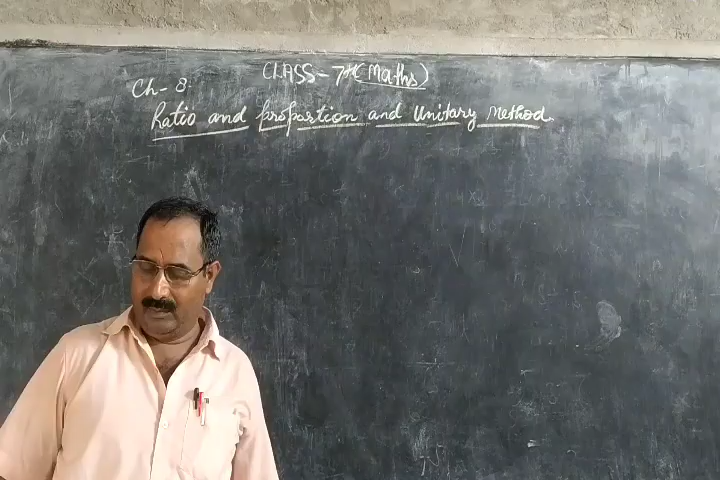 CLASS - 7th (Maths)
Ch - 8
Ratio and proportion and Unitary Method.